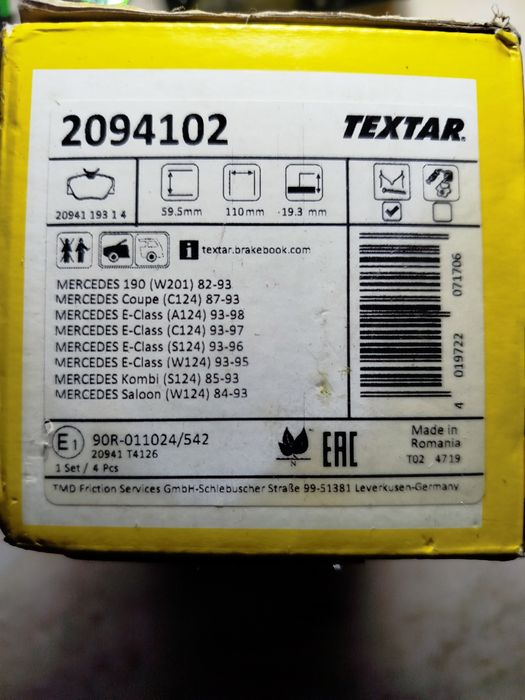 2094102
TEXTAR
20941 193 1 4
59.5mm
110mm
19.3 mm
i textar.brakebook.com
MERCEDES 190 (W201) 82-93
MERCEDES Coupe (C124) 87-93
MERCEDES E-Class (A124) 93-98
MERCEDES E-Class (C124) 93-97
MERCEDES E-Class (S124) 93-96
MERCEDES E-Class (W124) 93-95
MERCEDES Kombi (S124) 85-93
MERCEDES Saloon (W124) 84-93
4 019722 071706
E1 90R-011024/542
20941 T4126
1 Set / 4 Pcs
N
EAC
Made in
Romania
T02 4719
TMD Friction Services GmbH-Schlebuscher Straße 99-51381 Leverkusen-Germany